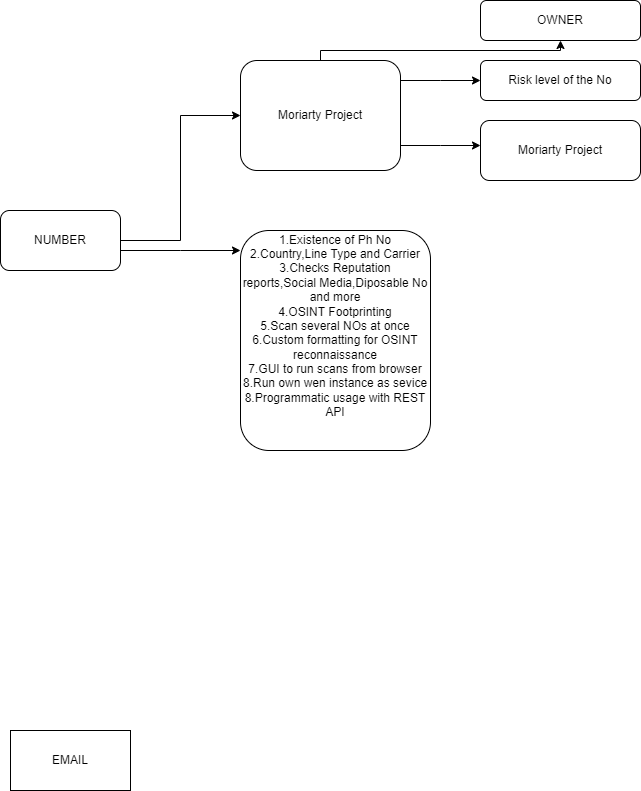 OWNER
Risk level of the No
Moriarty Project
Moriarty Project
NUMBER
1.Existence of Ph No
2.Country,Line Type and Carrier
3.Checks Reputation
reports,Social Media,Diposable No
and more
4.OSINT Footprinting
5.Scan several NOs at once
6.Custom formatting for OSINT
reconnaissance
7.GUI to run scans from browser
8.Run own wen instance as sevice
8.Programmatic usage with REST
API
EMAIL